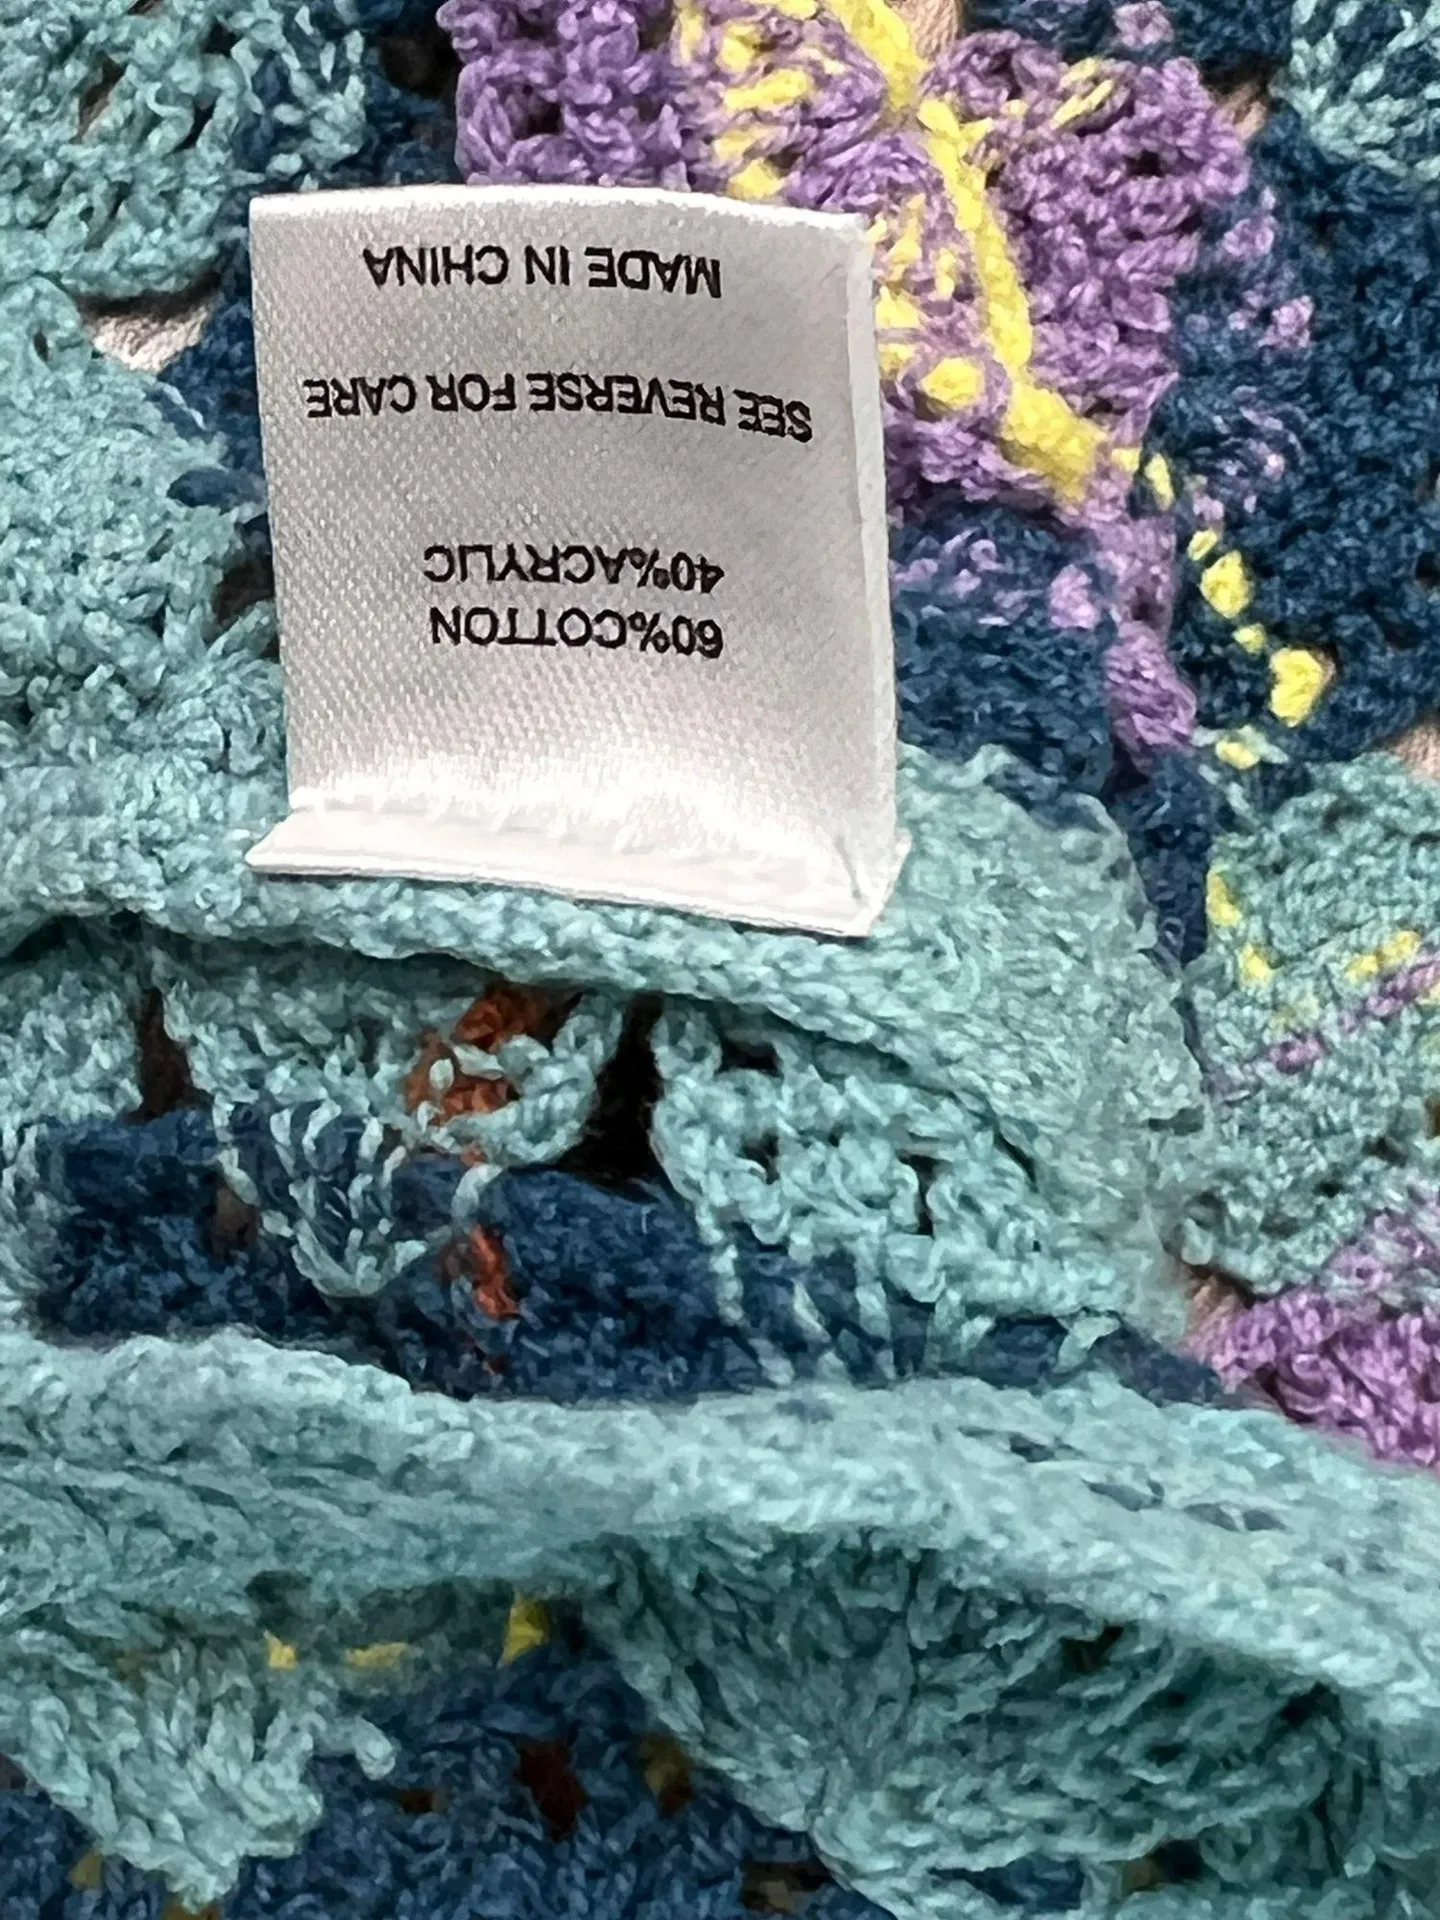 60%COTTON
40%ACRYLIC
SEE REVERSE FOR CARE
MADE IN CHINA